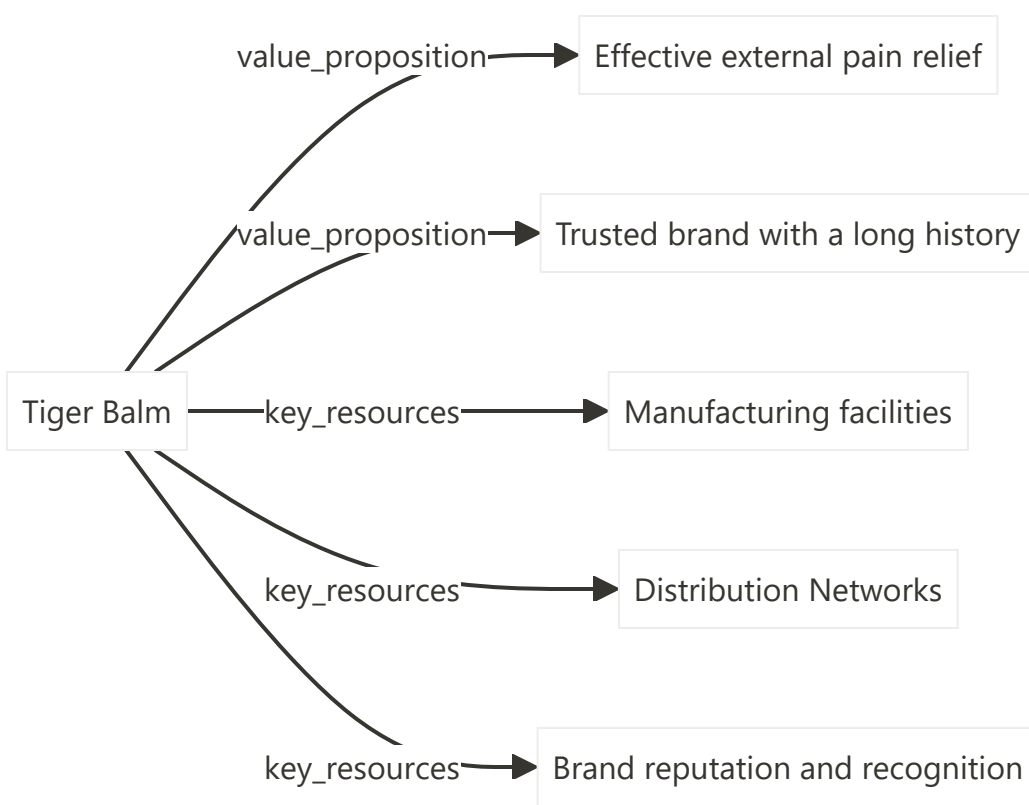 value_proposition Effective external pain relief
value_proposition Trusted brand with a long history
Tiger Balm key_resources Manufacturing facilities
key_resources Distribution Networks
key_resources Brand reputation and recognition